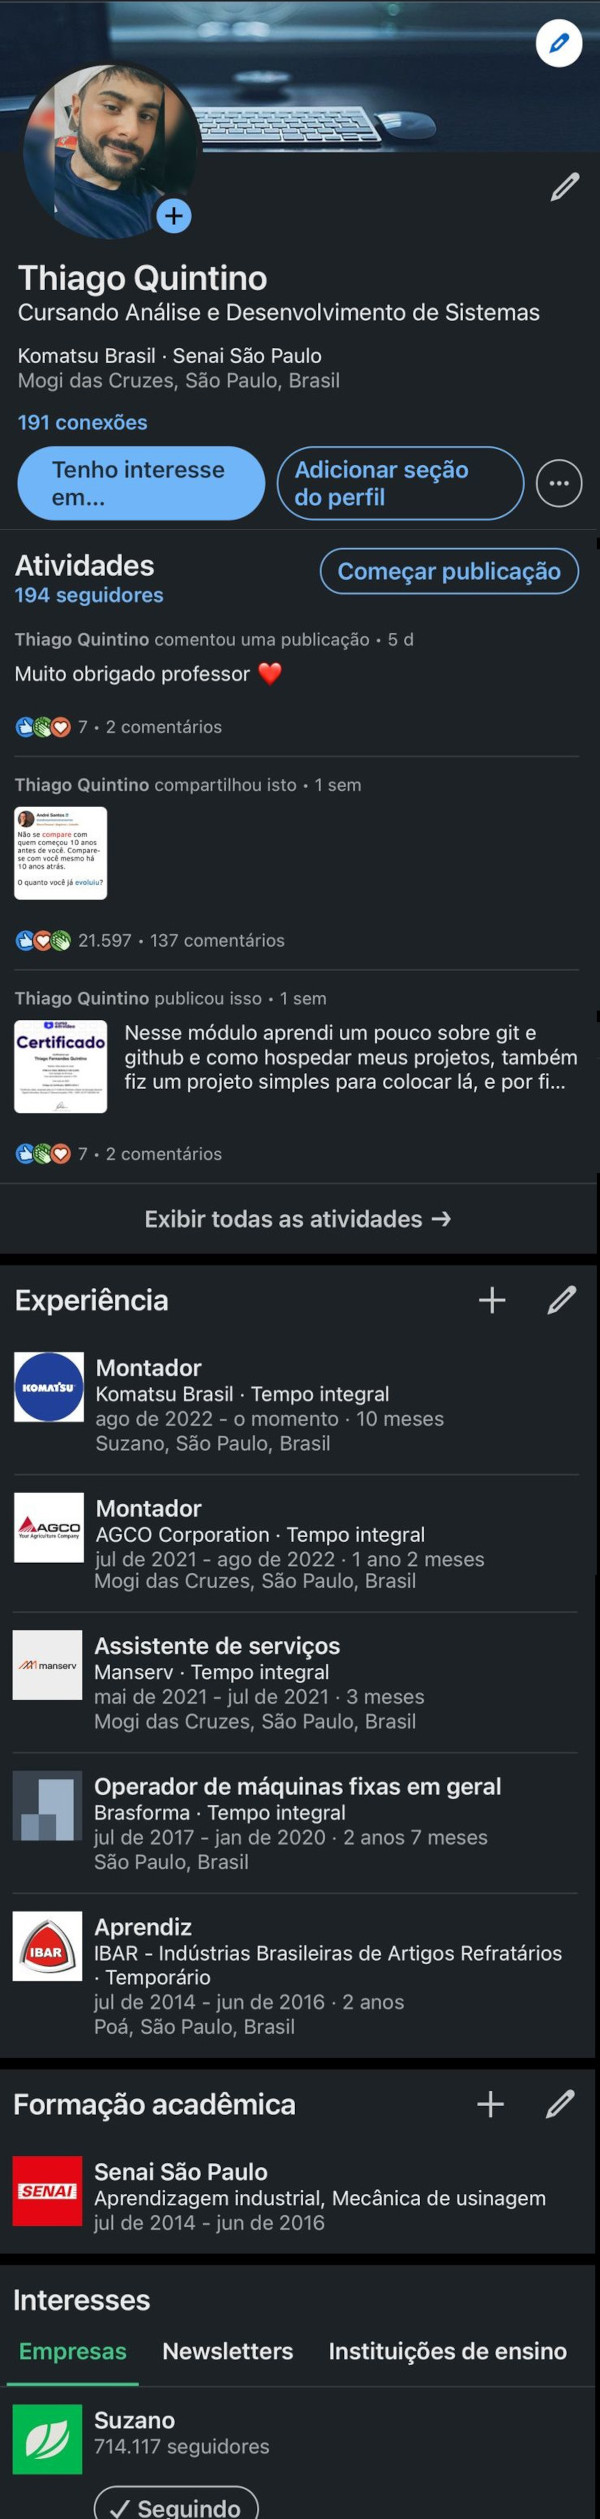 Thiago Quintino
Cursando Análise e Desenvolvimento de Sistemas
Komatsu Brasil · Senai São Paulo
Mogi das Cruzes, São Paulo, Brasil
191 conexões
Tenho interesse
em...
Adicionar seção
do perfil
Atividades
194 seguidores
Começar publicação
Thiago Quintino comentou uma publicação • 5 d
Muito obrigado professor ❤️
7 • 2 comentários
Thiago Quintino compartilhou isto • 1 sem
André Santos
Não se compare com
quem começou 10 anos
antes de você. Compare-
se com você mesmo há
10 anos atrás.
O quanto você já evoluiu?
21.597 • 137 comentários
Thiago Quintino publicou isso • 1 sem
Certificado
Thiago Fernandes Quintino
Nesse módulo aprendi um pouco sobre git e
github e como hospedar meus projetos, também
fiz um projeto simples para colocar lá, e por fi...
7 • 2 comentários
Exibir todas as atividades →
Experiência
KOMATSU
Montador
Komatsu Brasil · Tempo integral
ago de 2022 - o momento · 10 meses
Suzano, São Paulo, Brasil
AGCO
Your Agriculture Company
Montador
AGCO Corporation · Tempo integral
jul de 2021 - ago de 2022 · 1 ano 2 meses
Mogi das Cruzes, São Paulo, Brasil
manserv
Assistente de serviços
Manserv · Tempo integral
mai de 2021 - jul de 2021 · 3 meses
Mogi das Cruzes, São Paulo, Brasil
Operador de máquinas fixas em geral
Brasforma · Tempo integral
jul de 2017 - jan de 2020 · 2 anos 7 meses
São Paulo, Brasil
IBAR
Aprendiz
IBAR - Indústrias Brasileiras de Artigos Refratários
· Temporário
jul de 2014 - jun de 2016 · 2 anos
Poá, São Paulo, Brasil
Formação acadêmica
SENAI
Senai São Paulo
Aprendizagem industrial, Mecânica de usinagem
jul de 2014 - jun de 2016
Interesses
Empresas
Newsletters
Instituições de ensino
Suzano
714.117 seguidores
✓ Seguindo